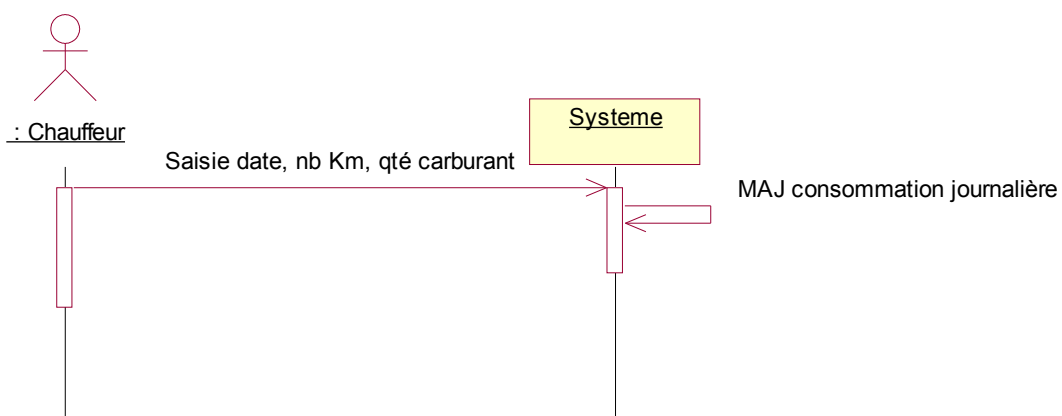 Systeme
_: Chauffeur
Saisie date, nb Km, qté carburant
MAJ consommation journalière